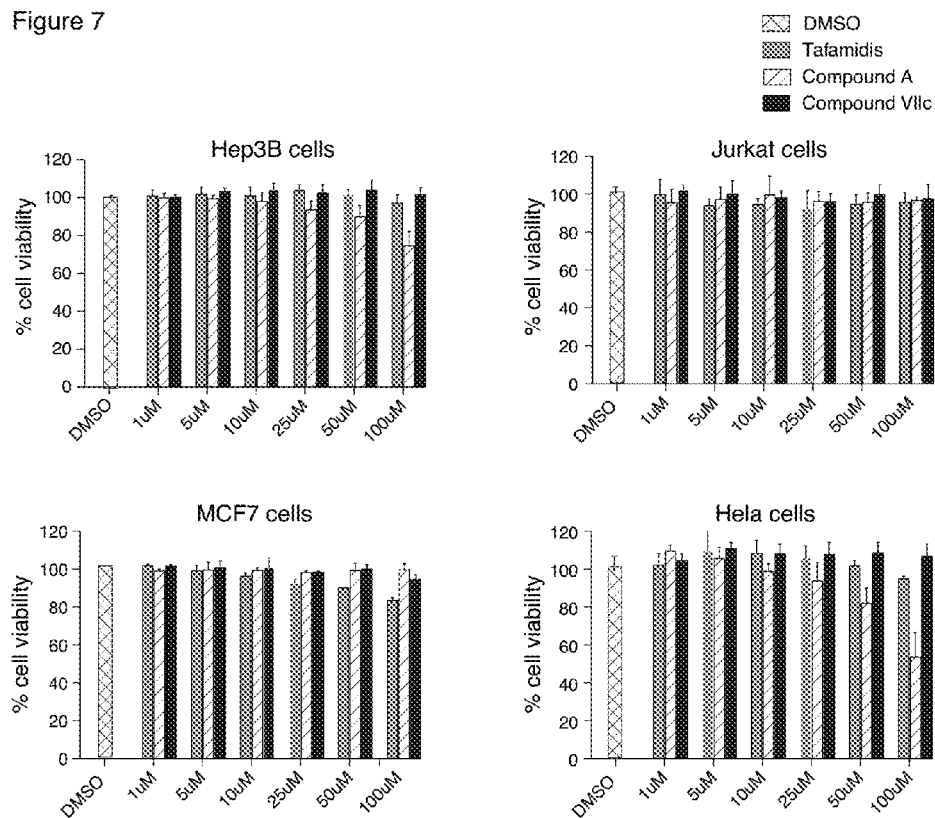 Figure 7
DMSO
Tafamidis
Compound A
Compound VIIc
Hep3B cells
% cell viability
120
100
80
60
40
20
0
DMSO
1uM
5uM
10uM
25uM
50uM
100uM
Jurkat cells
% cell viability
120
100
80
60
40
20
0
DMSO
1uM
5uM
10uM
25uM
50uM
100uM
MCF7 cells
% cell viability
120
100
80
60
40
20
0
DMSO
1uM
5uM
10uM
25uM
50uM
100uM
Hela cells
% cell viability
120
100
80
60
40
20
0
DMSO
1uM
5uM
10uM
25uM
50uM
100uM